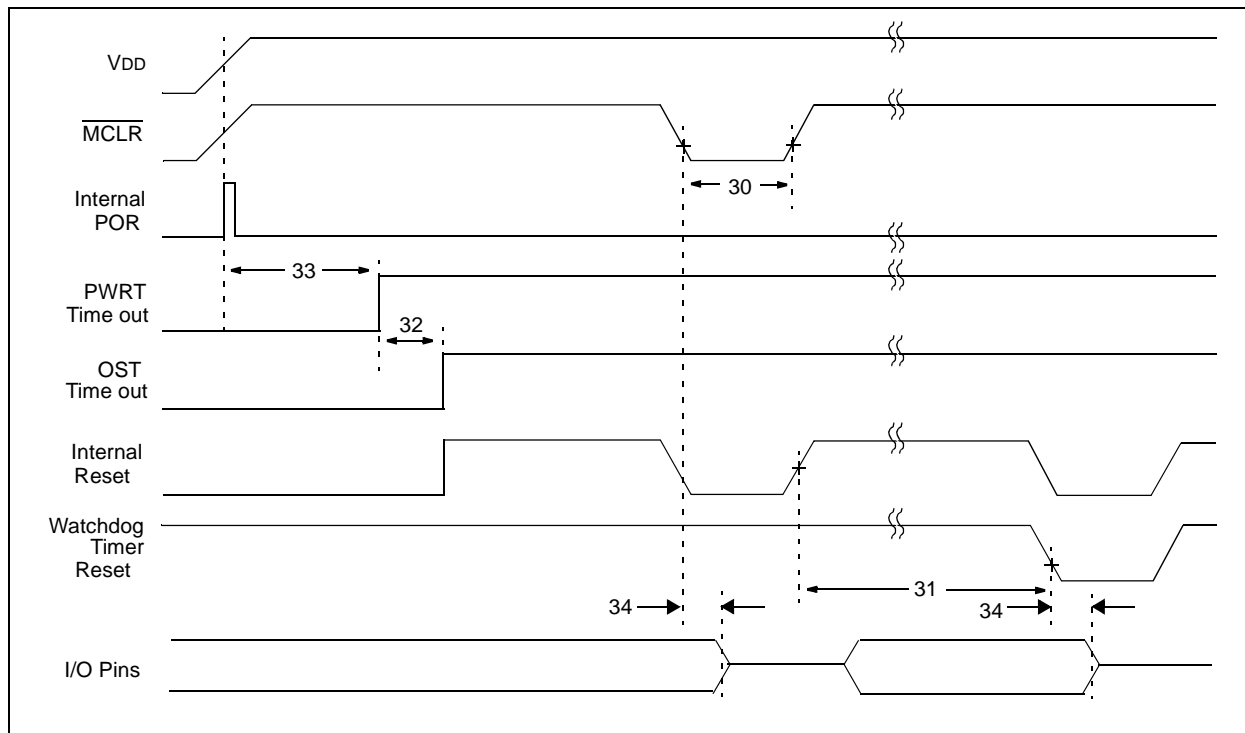 VDD
MCLR
Internal
POR
30
33
PWRT
Time out
32
OST
Time out
Internal
Reset
Watchdog
Timer
Reset
31
34
34
I/O Pins